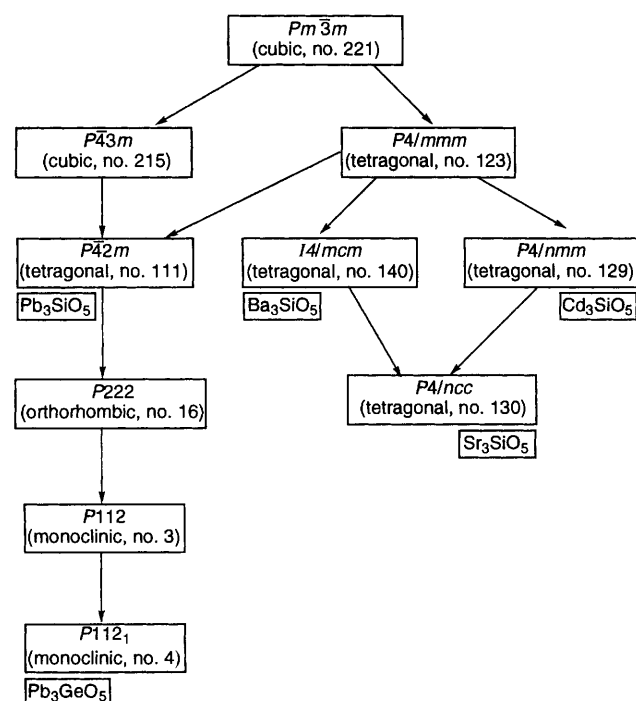 Pm3̅m
(cubic, no. 221)
P4̅3m
(cubic, no. 215)
P4/mmm
(tetragonal, no. 123)
P4̅2m
(tetragonal, no. 111)
Pb₃SiO₅
I4/mcm
(tetragonal, no. 140)
Ba₃SiO₅
P4/nmm
(tetragonal, no. 129)
Cd₃SiO₅
P222
(orthorhombic, no. 16)
P4/ncc
(tetragonal, no. 130)
Sr₃SiO₅
P112
(monoclinic, no. 3)
P112₁
(monoclinic, no. 4)
Pb₃GeO₅